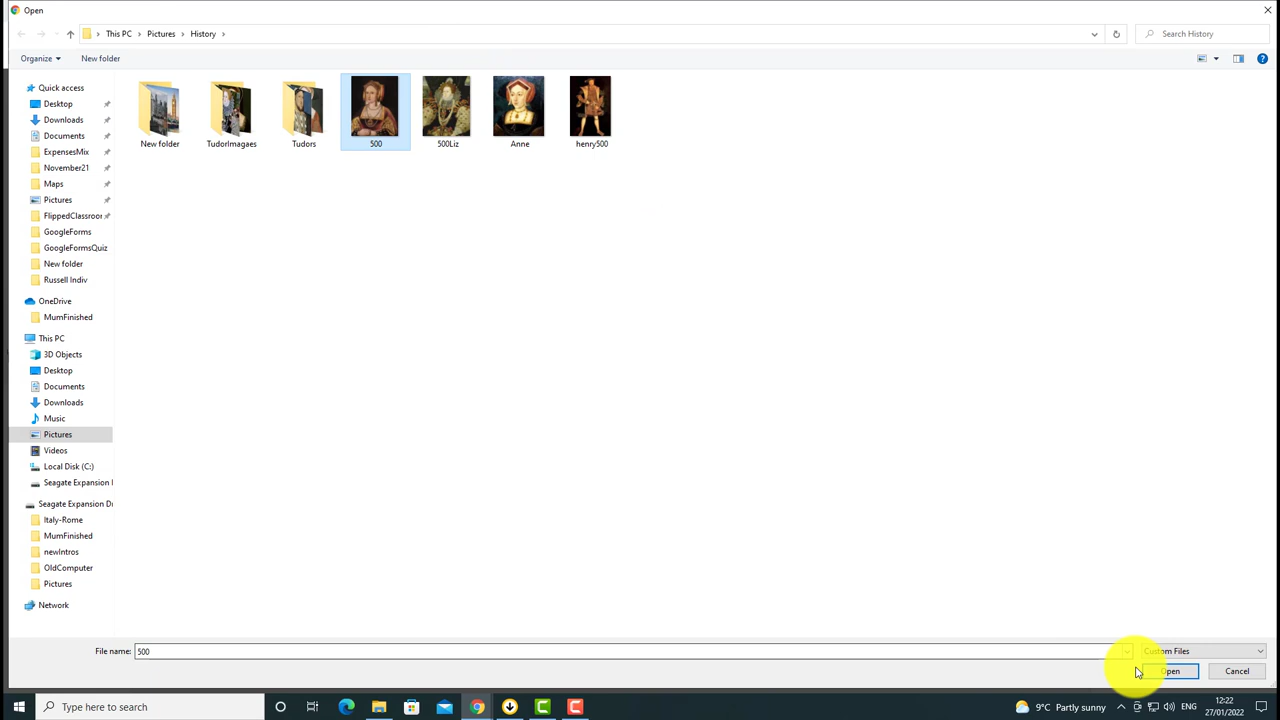 Open
This PC > Pictures > History >
Search History
Organize
New folder
Quick access
Desktop
Downloads
Documents
ExpensesMix
November21
Maps
Pictures
FlippedClassroor
GoogleForms
GoogleFormsQuiz
New folder
Russell Indiv
OneDrive
MumFinished
This PC
3D Objects
Desktop
Documents
Downloads
Music
Pictures
Videos
Local Disk (C:)
Seagate Expansion
Seagate Expansion Dr
Italy-Rome
MumFinished
newIntros
OldComputer
Pictures
Network
New folder
TudorImagaes
Tudors
500
500Liz
Anne
henry500
File name: 500
Custom Files
Open
Cancel
Type here to search
9°C Partly sunny
ENG
12:22
27/01/2022